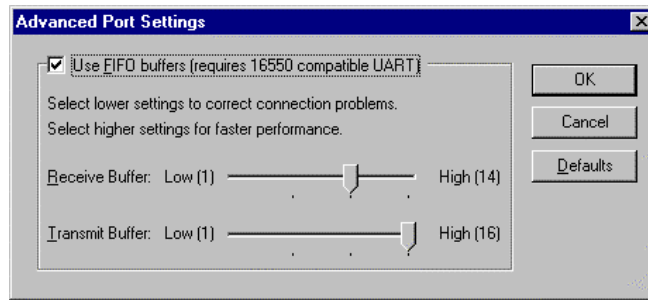 Advanced Port Settings
Use FIFO buffers (requires 16550 compatible UART)
Select lower settings to correct connection problems.
Select higher settings for faster performance.
Receive Buffer: Low (1) High (14)
Transmit Buffer: Low (1) High (16)
OK
Cancel
Defaults